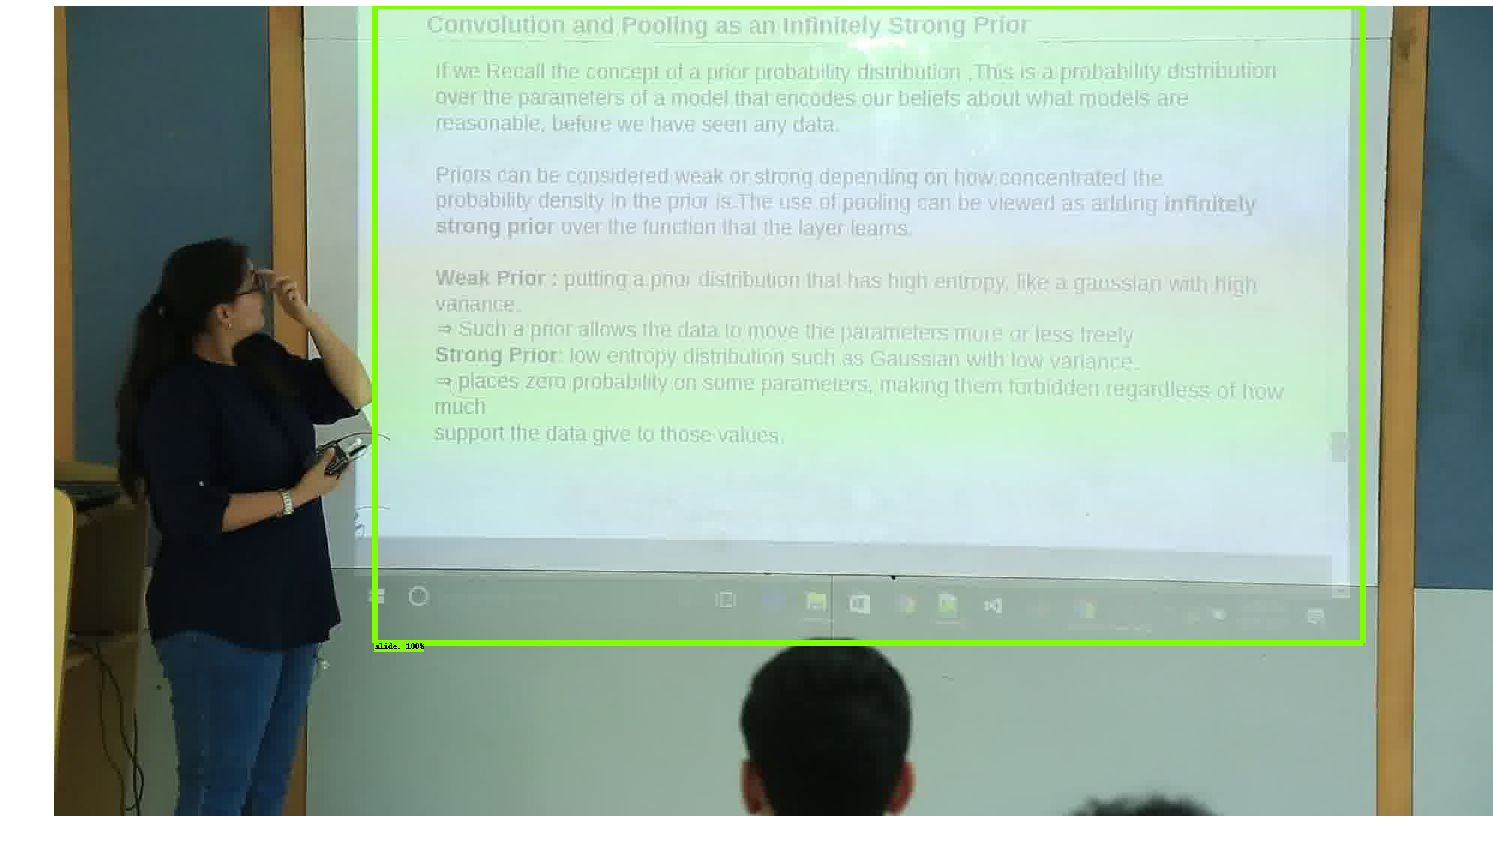 Convolution and Pooling as an Infinitely Strong Prior
If we Recall the concept of a prior probability distribution .This is a probability distribution
over the parameters of a model that encodes our beliefs about what models are
reasonable, before we have seen any data.
Priors can be considered weak or strong depending on how concentrated the
probability density in the prior is.The use of pooling can be viewed as adding infinitely
strong prior over the function that the layer learns.
Weak Prior : putting a prior distribution that has high entropy, like a gaussian with high
variance.
⇒ Such a prior allows the data to move the parameters more or less freely
Strong Prior: low entropy distribution such as Gaussian with low variance.
⇒ places zero probability on some parameters, making them forbidden regardless of how
much
support the data give to those values.
slide. 100%